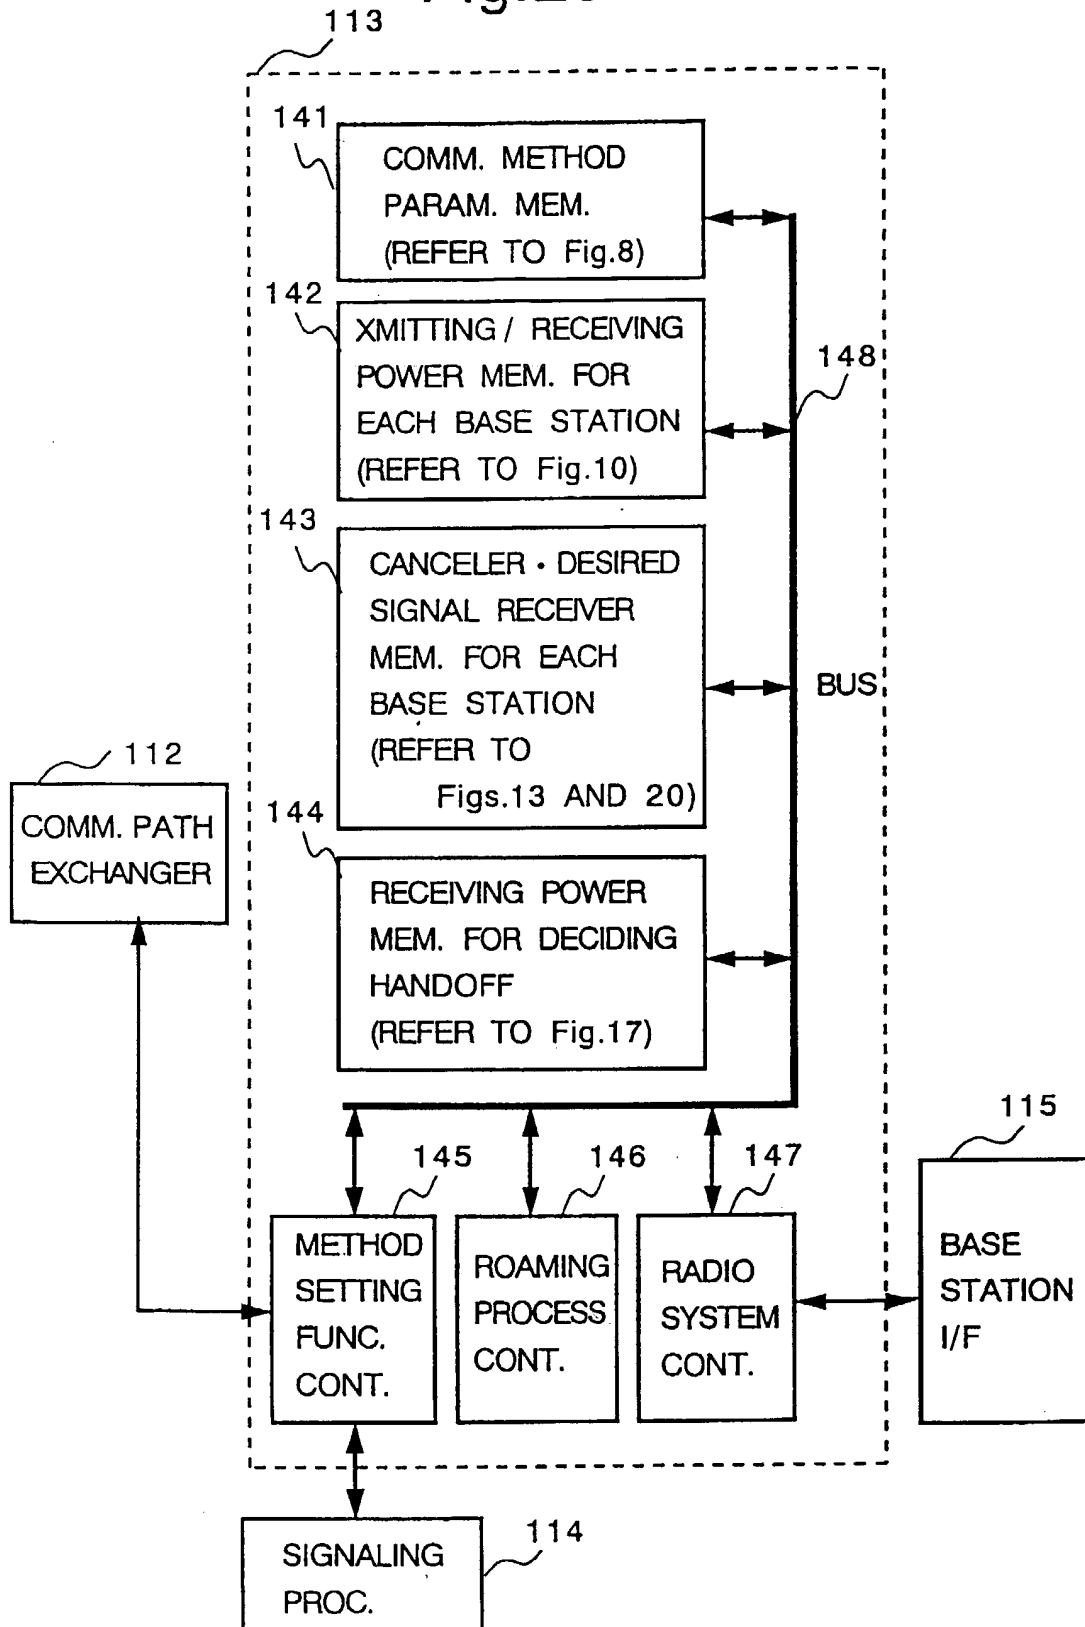 113
141
COMM. METHOD
PARAM. MEM.
(REFER TO Fig.8)
142
XMITTING / RECEIVING
POWER MEM. FOR
EACH BASE STATION
(REFER TO Fig.10)
148
143
CANCELER · DESIRED
SIGNAL RECEIVER
MEM. FOR EACH
BASE STATION
(REFER TO
Figs.13 AND 20)
BUS
112
COMM. PATH
EXCHANGER
144
RECEIVING POWER
MEM. FOR DECIDING
HANDOFF
(REFER TO Fig.17)
145
METHOD
SETTING
FUNC.
CONT.
146
ROAMING
PROCESS
CONT.
147
RADIO
SYSTEM
CONT.
115
BASE
STATION
I/F
114
SIGNALING
PROC.